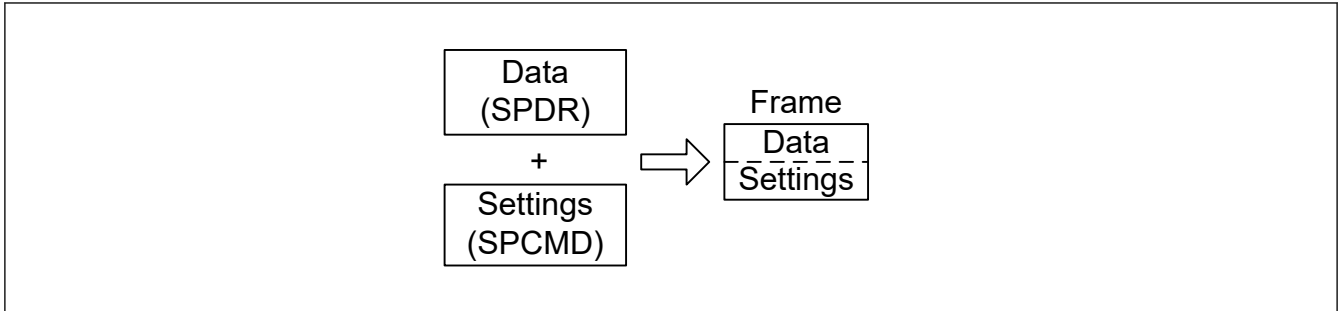 Data
(SPDR)
+
Settings
(SPCMD)
Frame
Data
Settings